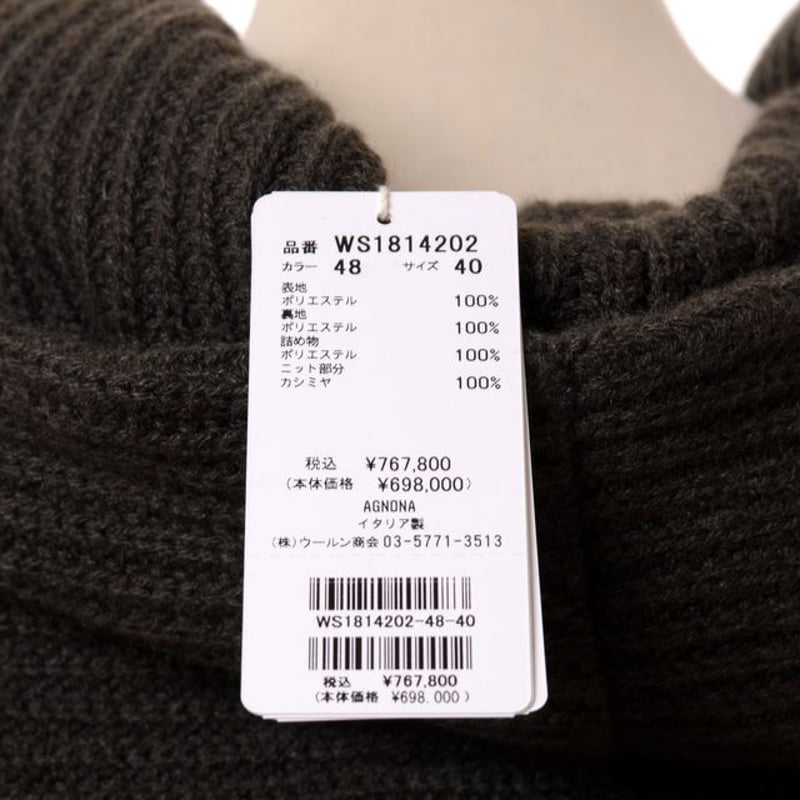 品番 WS1814202
カラー 48 サイズ 40
表地
ポリエステル 100%
裏地
ポリエステル 100%
詰め物
ポリエステル 100%
ニット部分
カシミヤ 100%
税込 ¥767,800
(本体価格 ¥698,000)
AGNONA
イタリア製
(株)ウールン商会 03-5771-3513
WS1814202-48-40
税込 ¥767,800
(本体価格 ¥698.000)